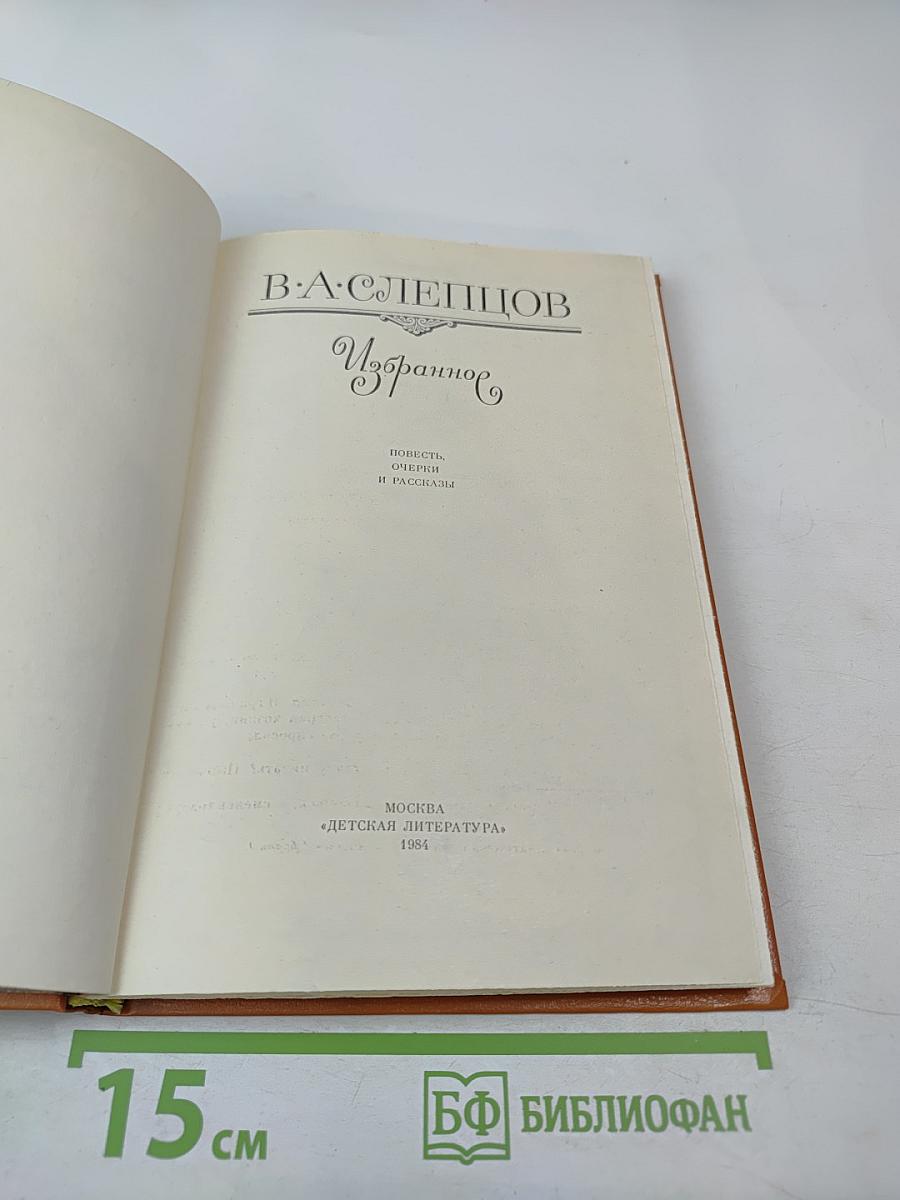 В·А·СЛЕПЦОВ
Избранное
ПОВЕСТЬ,
ОЧЕРКИ
И РАССКАЗЫ
МОСКВА
«ДЕТСКАЯ ЛИТЕРАТУРА»
1984
15 см
БФ БИБЛИОФАН